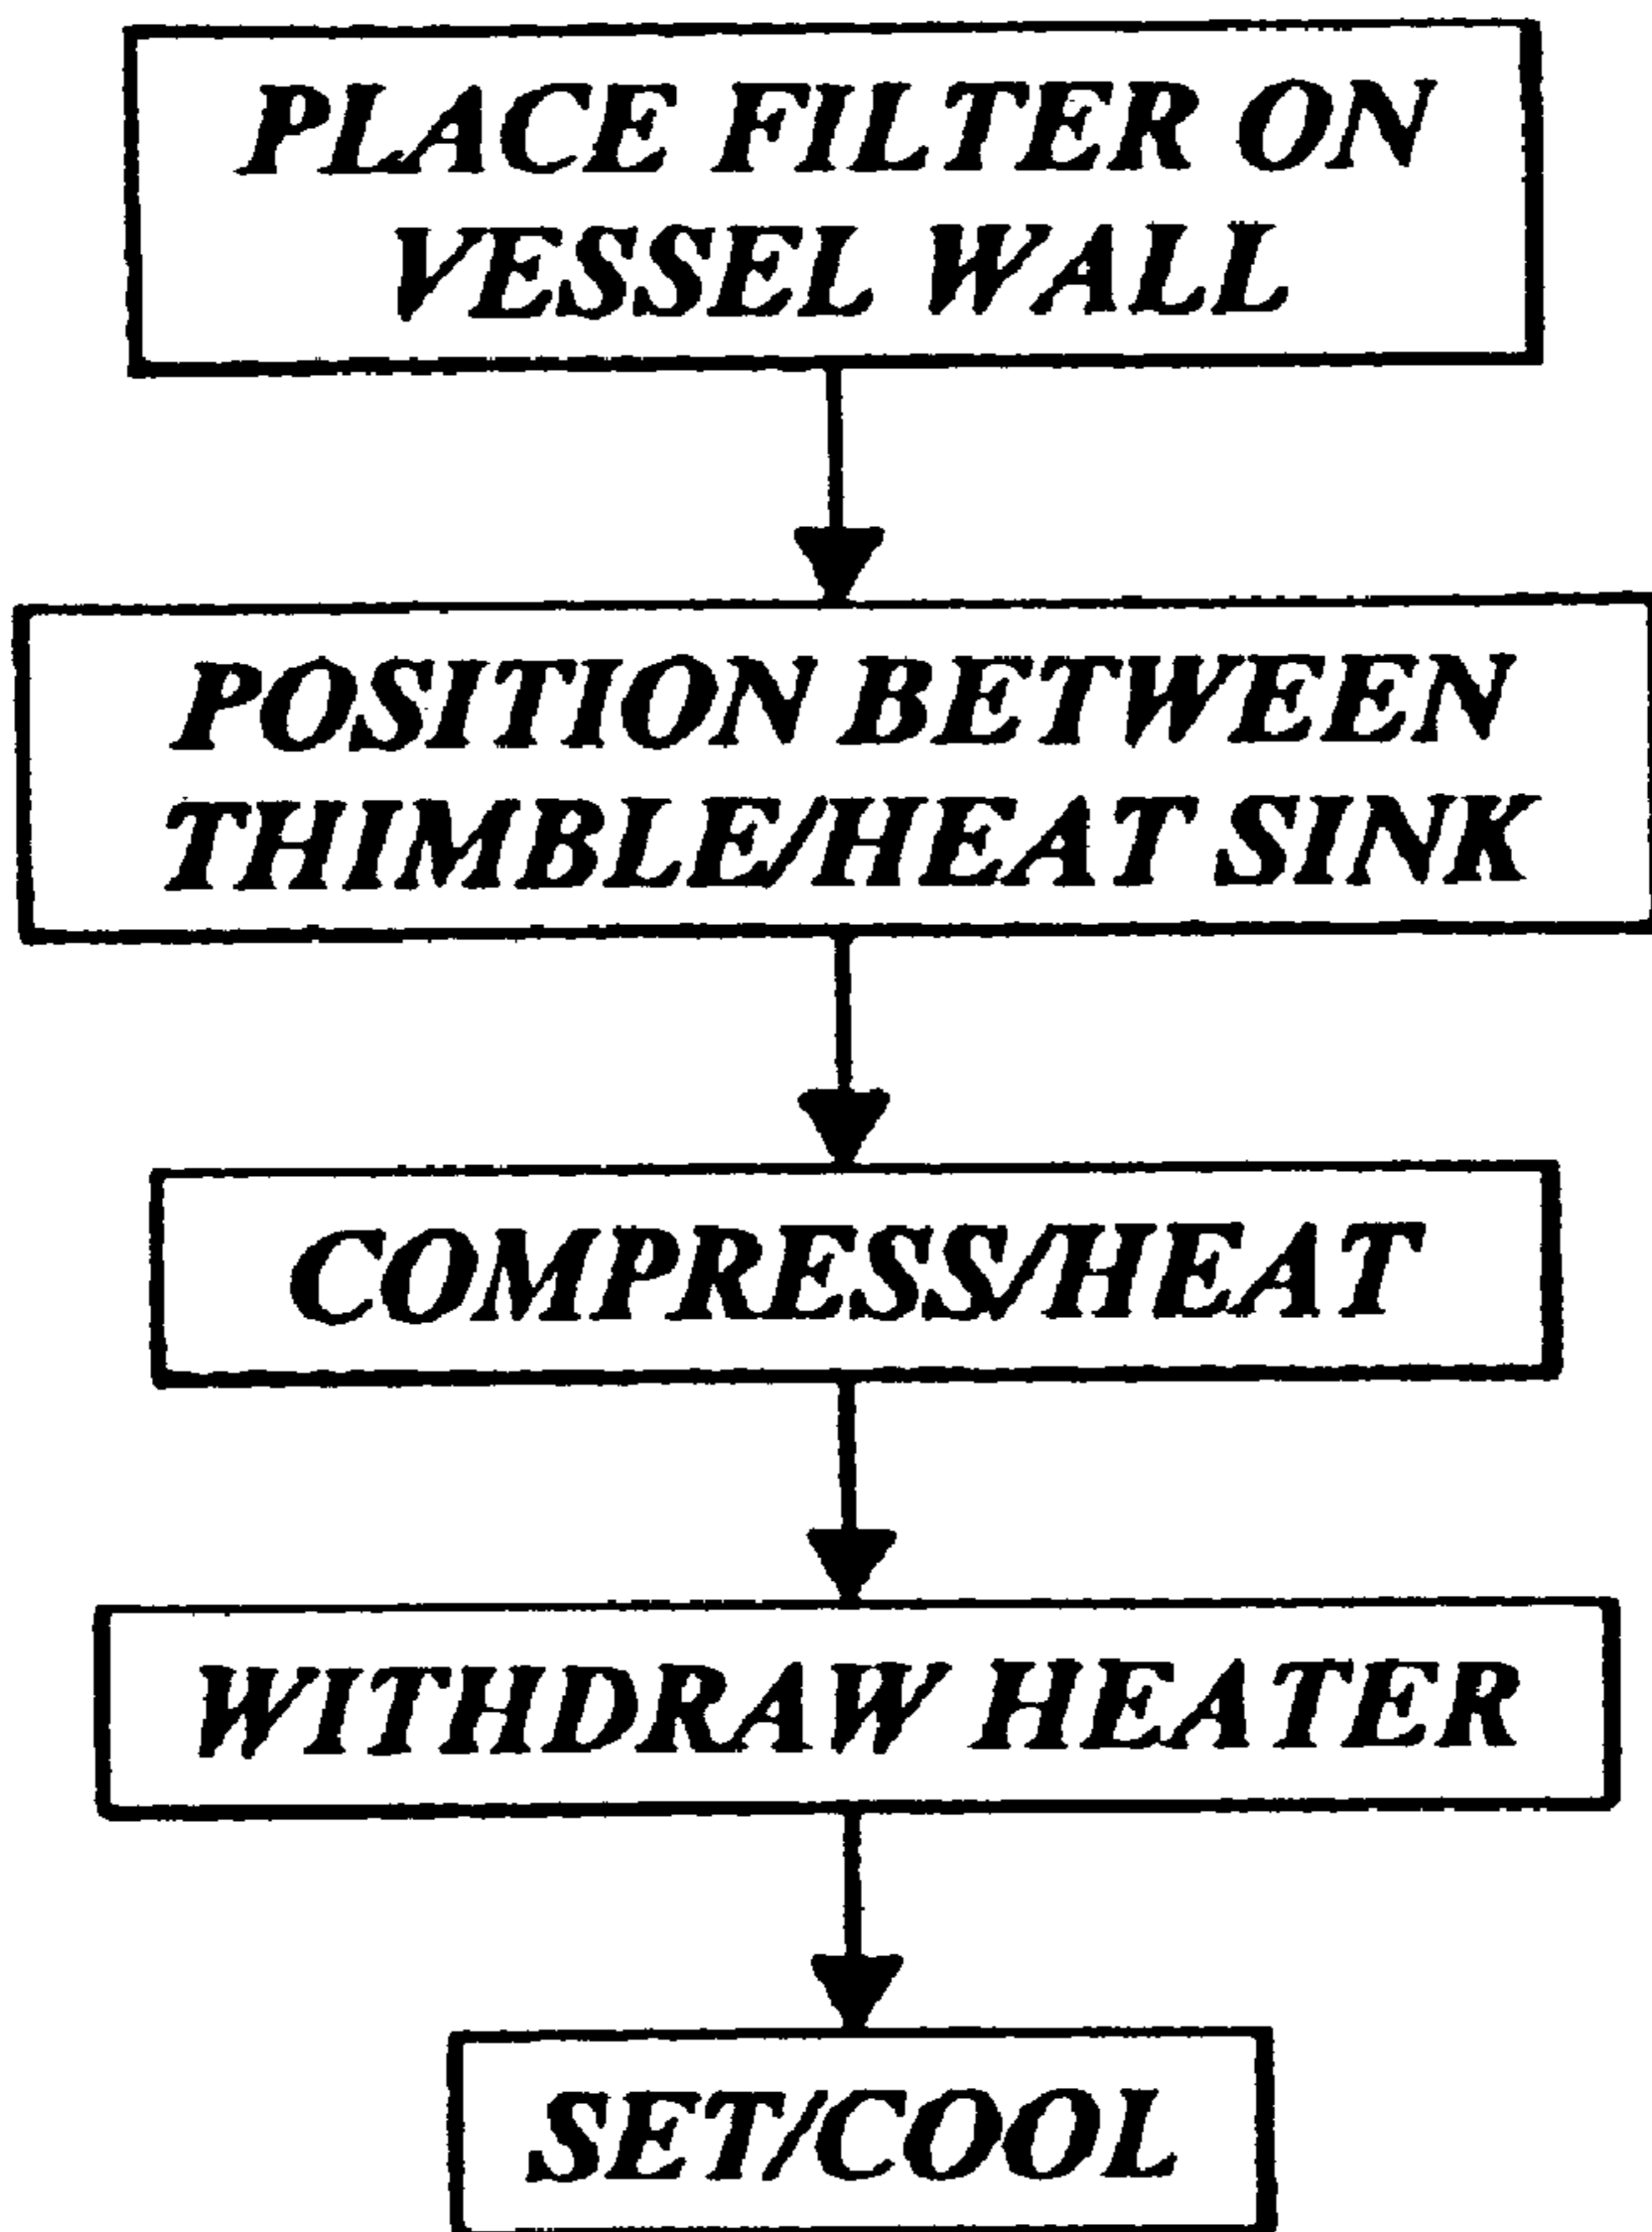 PLACE FILTER ON
VESSEL WALL
POSITION BETWEEN
THIMBLE/HEAT SINK
COMPRESS/HEAT
WITHDRAW HEATER
SET/COOL